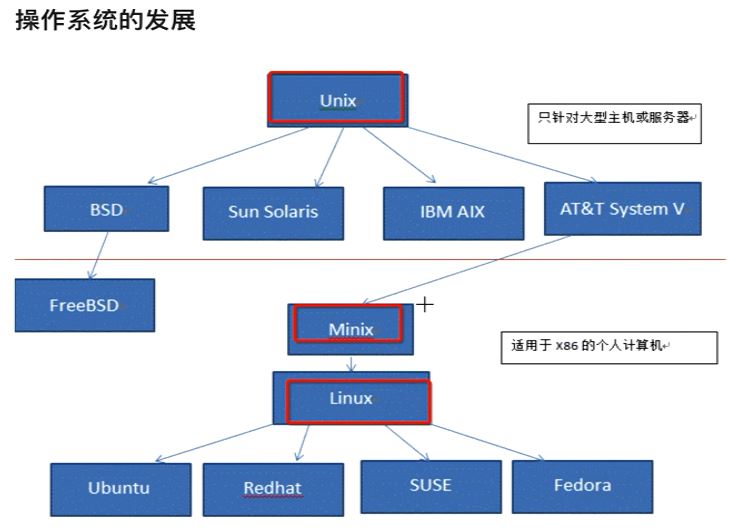 操作系统的发展
Unix
只针对大型主机或服务器
BSD
Sun Solaris
IBM AIX
AT&T System V
FreeBSD
Minix
适用于 X86 的个人计算机
Linux
Ubuntu
Redhat
SUSE
Fedora